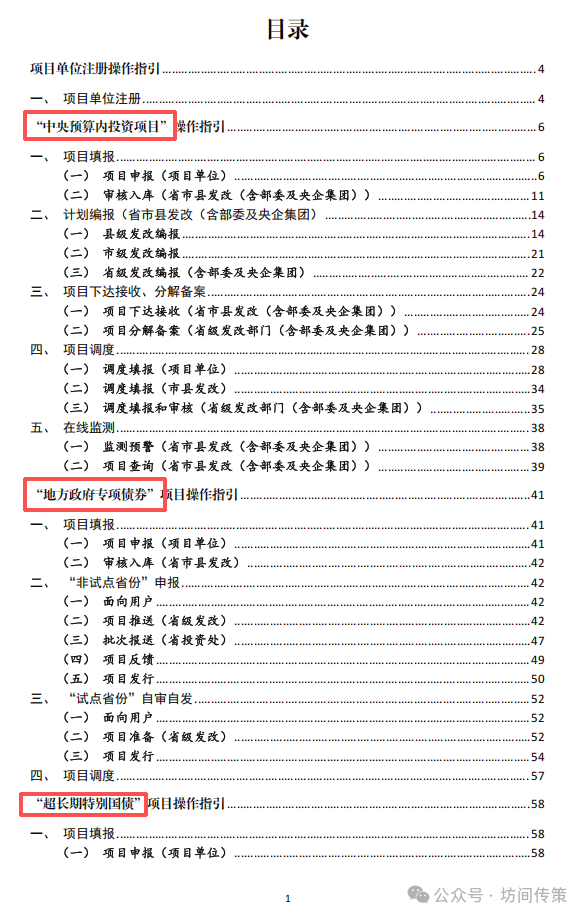 目录
项目单位注册操作指引 4
一、 项目单位注册 4
“中央预算内投资项目”操作指引 6
一、 项目填报 6
（一） 项目申报（项目单位） 6
（二） 审核入库（省市县发改（含部委及央企集团）） 11
二、 计划编报（省市县发改（含部委及央企集团） 14
（一） 县级发改编报 14
（二） 市级发改编报 21
（三） 省级发改编报（含部委及央企集团） 22
三、 项目下达接收、分解备案 24
（一） 项目下达接收（省市县发改（含部委及央企集团）） 24
（二） 项目分解备案（省级发改部门（含部委及央企集团）） 25
四、 项目调度 28
（一） 调度填报（项目单位） 28
（二） 调度填报（市县发改） 34
（三） 调度填报和审核（省级发改部门（含部委及央企集团）） 35
五、 在线监测 38
（一） 监测预警（省市县发改（含部委及央企集团）） 38
（二） 项目查询（省市县发改（含部委及央企集团）） 39
“地方政府专项债券”项目操作指引 41
一、 项目填报 41
（一） 项目申报（项目单位） 41
（二） 审核入库（省市县发改） 42
二、 “非试点省份”申报 42
（一） 面向用户 42
（二） 项目推送（省级发改） 42
（三） 批次报送（省投资处） 47
（四） 项目反馈 49
（五） 项目发行 50
三、 “试点省份”自审自发 52
（一） 面向用户 52
（二） 项目准备（省级发改） 52
（三） 项目发行 54
四、 项目调度 57
“超长期特别国债”项目操作指引 58
一、 项目填报 58
（一） 项目申报（项目单位） 58
1
公众号·坊间传策